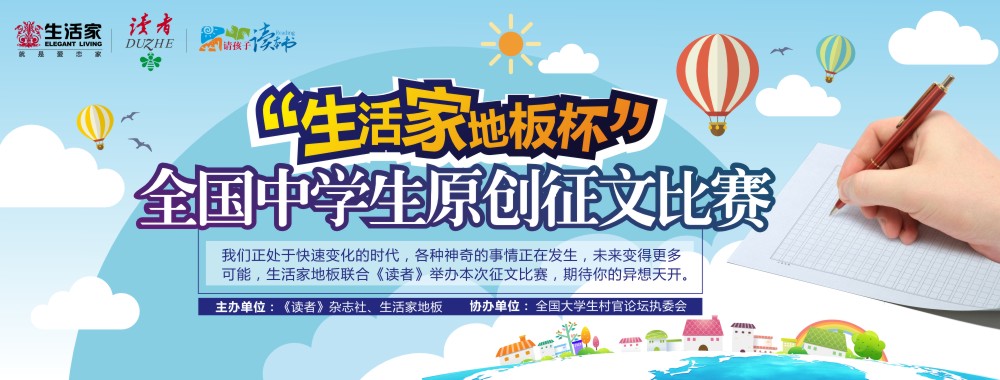 生活家
ELEGANT LIVING
就是爱忠家
读者
DUZHE
请孩子读本书
Reading
“生活家地板杯”
全国中学生原创征文比赛
我们正处于快速变化的时代，各种神奇的事情正在发生，未来变得更多
可能，生活家地板联合《读者》举办本次征文比赛，期待你的异想天开。
主办单位：《读者》杂志社、生活家地板 协办单位： 全国大学生村官论坛执委会